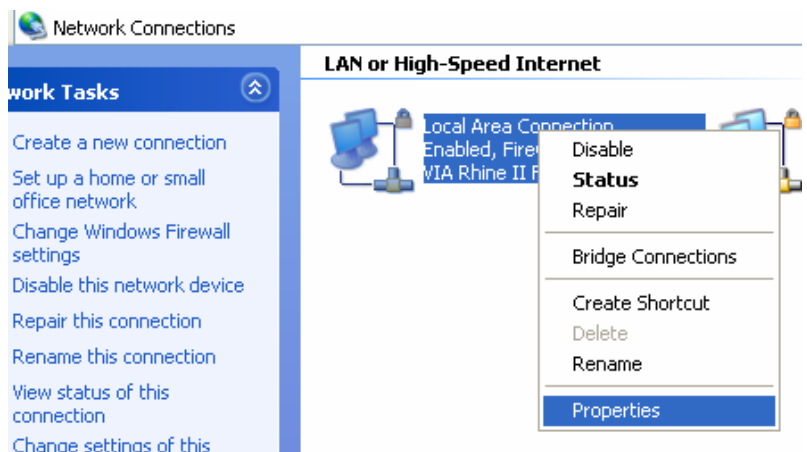 Network Connections
LAN or High-Speed Internet
work Tasks
Create a new connection
Set up a home or small
office network
Change Windows Firewall
settings
Disable this network device
Repair this connection
Rename this connection
View status of this
connection
Change settings of this
Local Area Connection
Enabled, Fire
VIA Rhine II F
Disable
Status
Repair
Bridge Connections
Create Shortcut
Delete
Rename
Properties